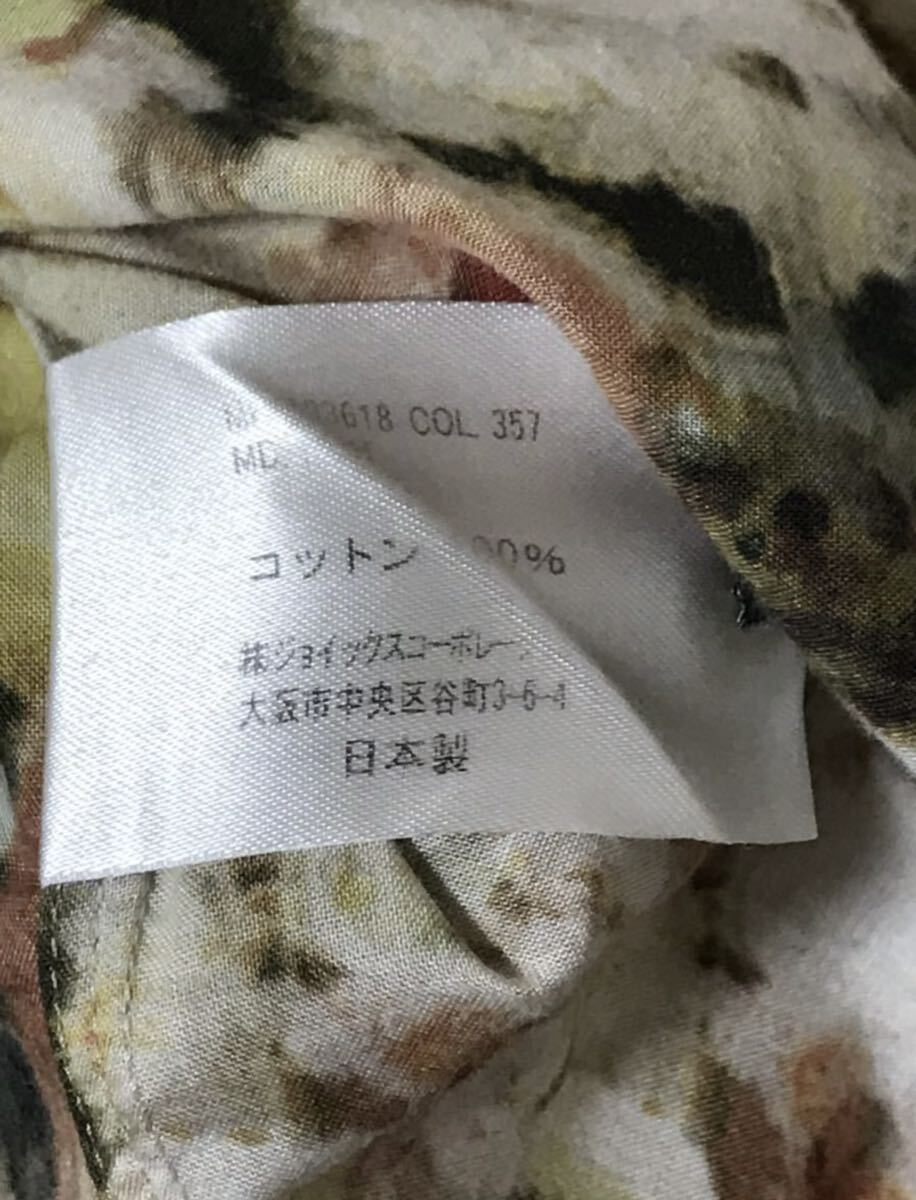 COL 357
MD.
コットン 00%
株ジョイックスコーポレー
大阪市中央区谷町3-6-4
日本製